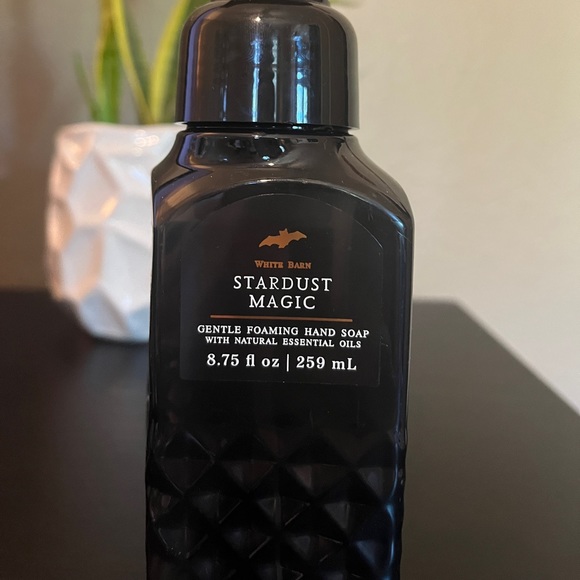 WHITE BARN
STARDUST
MAGIC
GENTLE FOAMING HAND SOAP
WITH NATURAL ESSENTIAL OILS
8.75 fl oz | 259 mL